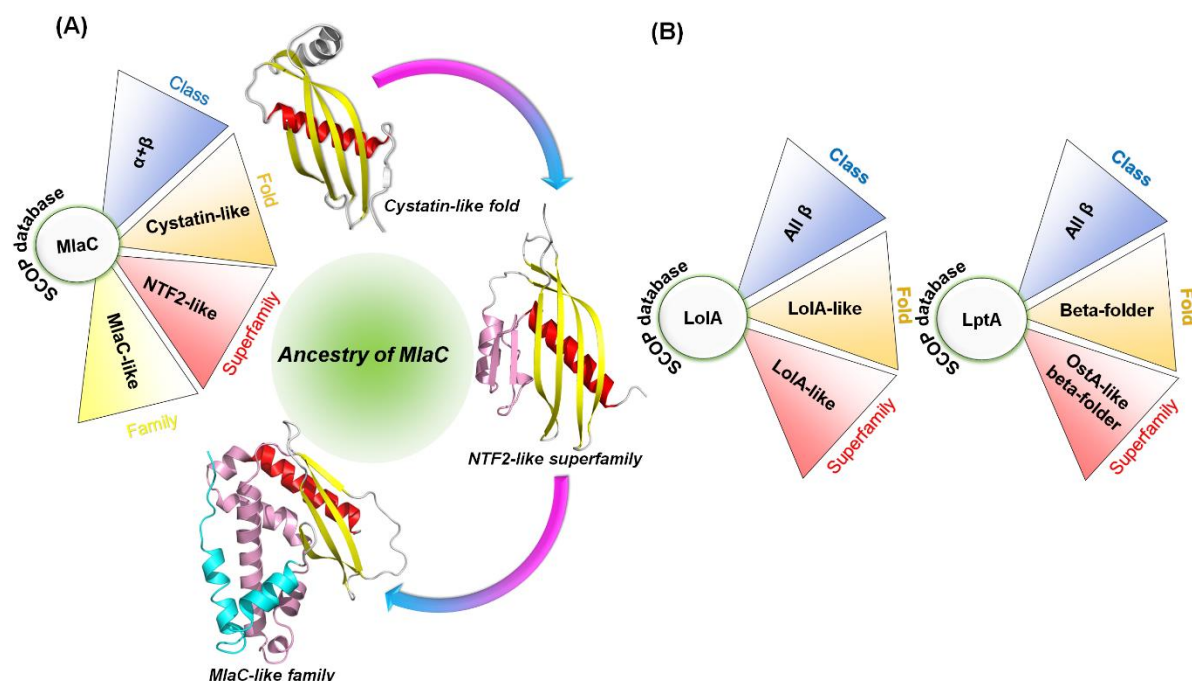 (A)
SCOP database
MlaC
α+β
Class
Cystatin-like
Fold
NTF2-like
Superfamily
MlaC-like
Family
Cystatin-like fold
Ancestry of MlaC
NTF2-like superfamily
MlaC-like family
(B)
SCOP database
LolA
All β
Class
LolA-like
Fold
LolA-like
Superfamily
SCOP database
LptA
All β
Class
Beta-folder
Fold
OstA-like
beta-folder
Superfamily